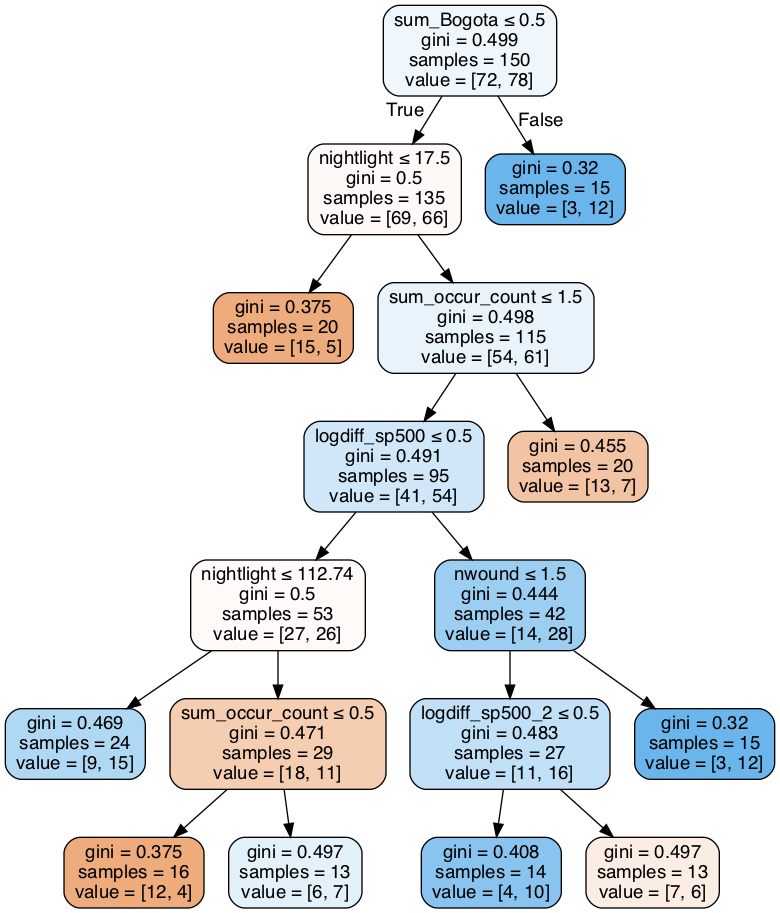 sum_Bogota ≤ 0.5
gini = 0.499
samples = 150
value = [72, 78]
True
False
nightlight ≤ 17.5
gini = 0.5
samples = 135
value = [69, 66]
gini = 0.32
samples = 15
value = [3, 12]
gini = 0.375
samples = 20
value = [15, 5]
sum_occur_count ≤ 1.5
gini = 0.498
samples = 115
value = [54, 61]
logdiff_sp500 ≤ 0.5
gini = 0.491
samples = 95
value = [41, 54]
gini = 0.455
samples = 20
value = [13, 7]
nightlight ≤ 112.74
gini = 0.5
samples = 53
value = [27, 26]
nwound ≤ 1.5
gini = 0.444
samples = 42
value = [14, 28]
gini = 0.469
samples = 24
value = [9, 15]
sum_occur_count ≤ 0.5
gini = 0.471
samples = 29
value = [18, 11]
logdiff_sp500_2 ≤ 0.5
gini = 0.483
samples = 27
value = [11, 16]
gini = 0.32
samples = 15
value = [3, 12]
gini = 0.375
samples = 16
value = [12, 4]
gini = 0.497
samples = 13
value = [6, 7]
gini = 0.408
samples = 14
value = [4, 10]
gini = 0.497
samples = 13
value = [7, 6]